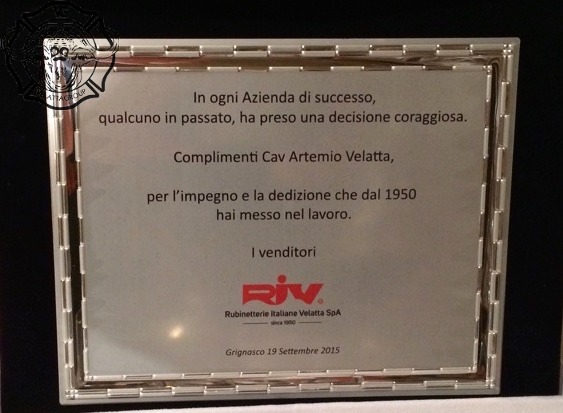 In ogni Azienda di successo,
qualcuno in passato, ha preso una decisione coraggiosa.
Complimenti Cav Artemio Velatta,
per l'impegno e la dedizione che dal 1950
hai messo nel lavoro.
I venditori
RIV®
Rubinetterie Italiane Velatta SpA
since 1950
Grignasco 19 Settembre 2015